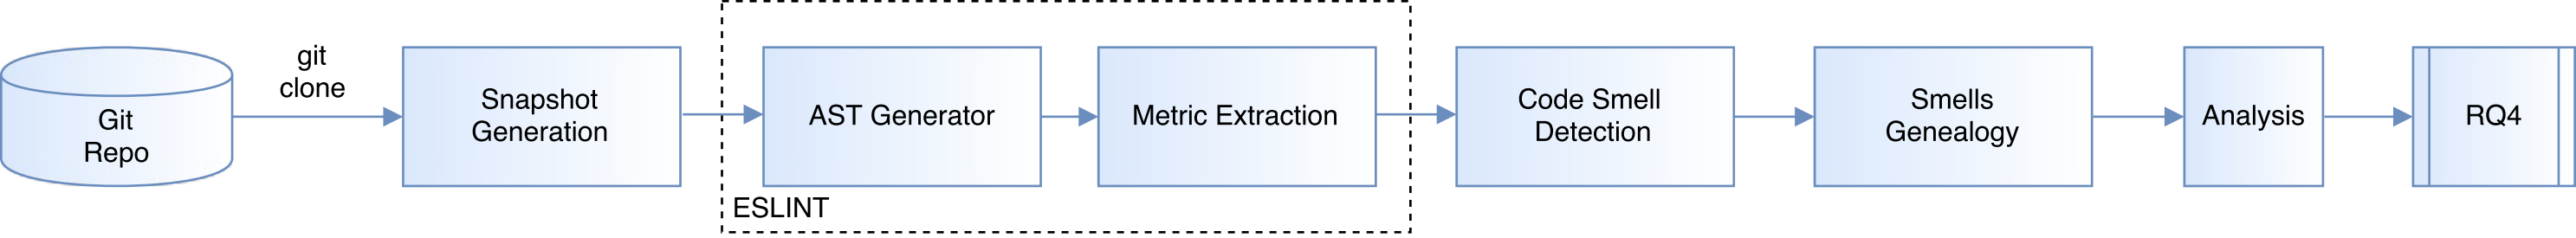 Git
Repo
git
clone
Snapshot
Generation
AST Generator
Metric Extraction
ESLINT
Code Smell
Detection
Smells
Genealogy
Analysis
RQ4